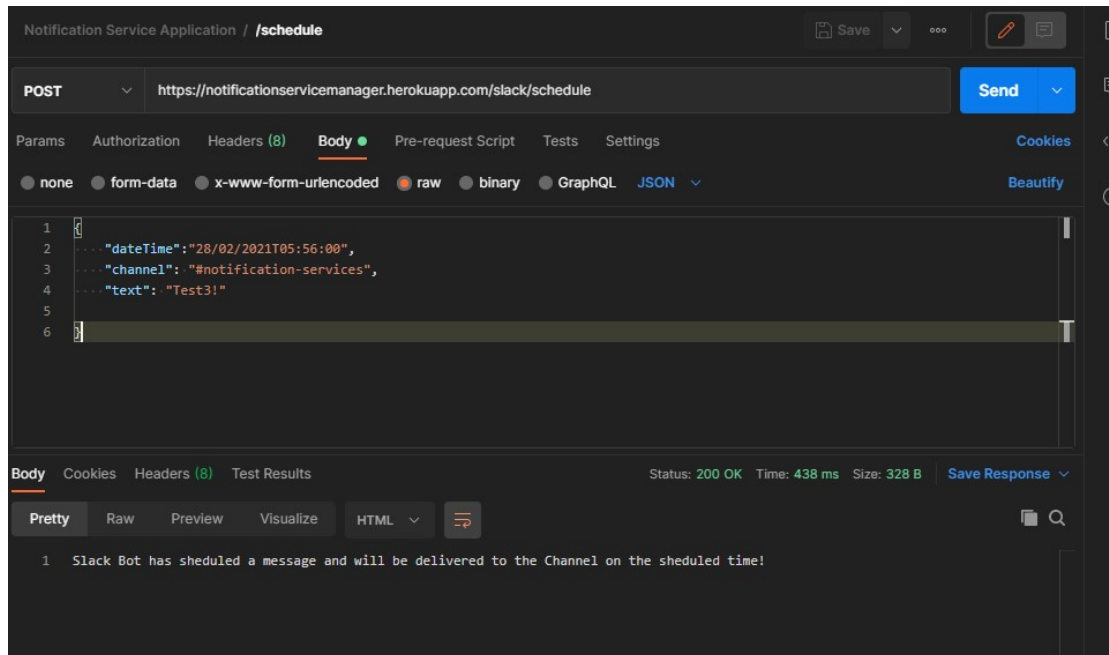 Notification Service Application / /schedule
Save
POST https://notificationservicemanager.herokuapp.com/slack/schedule Send
Params Authorization Headers (8) Body Pre-request Script Tests Settings Cookies
none form-data x-www-form-urlencoded raw binary GraphQL JSON Beautify
1 {
2 "dateTime":"28/02/2021T05:56:00",
3 "channel": "#notification-services",
4 "text": "Test3!"
5
6 }
Body Cookies Headers (8) Test Results Status: 200 OK Time: 438 ms Size: 328 B Save Response
Pretty Raw Preview Visualize HTML
1 Slack Bot has sheduled a message and will be delivered to the Channel on the sheduled time!